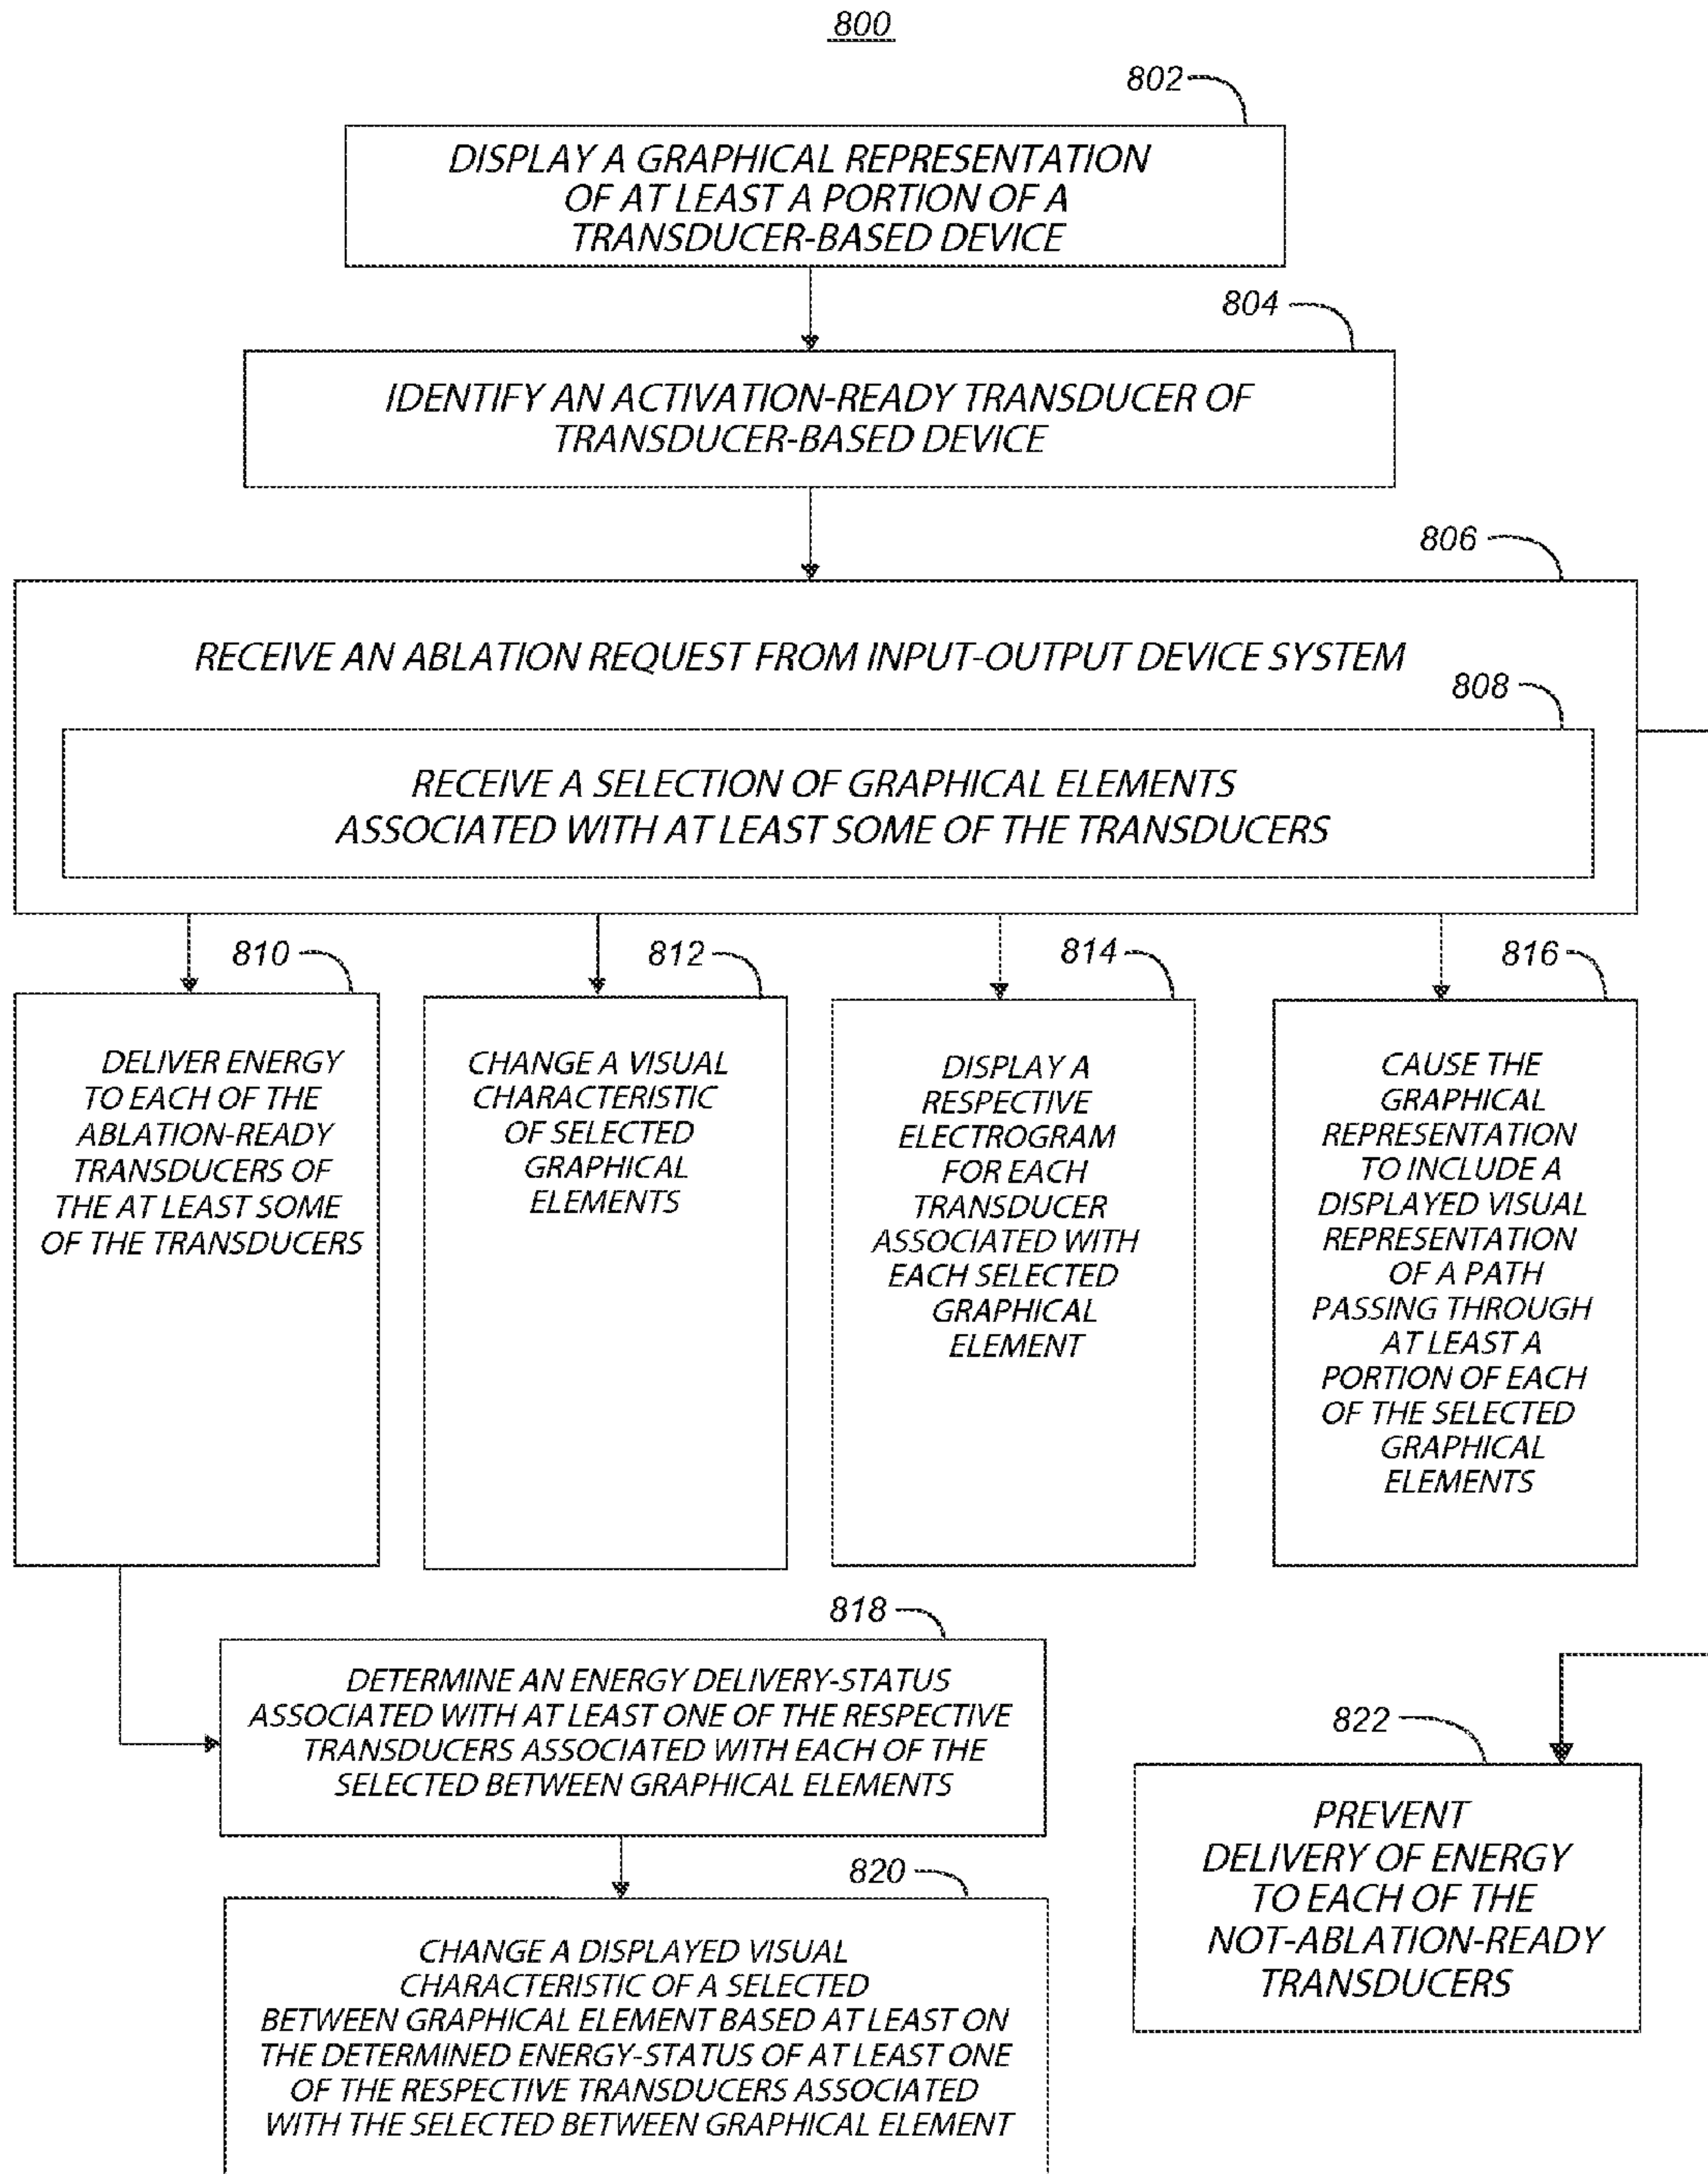 800
802
DISPLAY A GRAPHICAL REPRESENTATION
OF AT LEAST A PORTION OF A
TRANSDUCER-BASED DEVICE
804
IDENTIFY AN ACTIVATION-READY TRANSDUCER OF
TRANSDUCER-BASED DEVICE
806
RECEIVE AN ABLATION REQUEST FROM INPUT-OUTPUT DEVICE SYSTEM
808
RECEIVE A SELECTION OF GRAPHICAL ELEMENTS
ASSOCIATED WITH AT LEAST SOME OF THE TRANSDUCERS
810
DELIVER ENERGY
TO EACH OF THE
ABLATION-READY
TRANSDUCERS OF
THE AT LEAST SOME
OF THE TRANSDUCERS
812
CHANGE A VISUAL
CHARACTERISTIC
OF SELECTED
GRAPHICAL
ELEMENTS
814
DISPLAY A
RESPECTIVE
ELECTROGRAM
FOR EACH
TRANSDUCER
ASSOCIATED WITH
EACH SELECTED
GRAPHICAL
ELEMENT
816
CAUSE THE
GRAPHICAL
REPRESENTATION
TO INCLUDE A
DISPLAYED VISUAL
REPRESENTATION
OF A PATH
PASSING THROUGH
AT LEAST A
PORTION OF EACH
OF THE SELECTED
GRAPHICAL
ELEMENTS
818
DETERMINE AN ENERGY DELIVERY-STATUS
ASSOCIATED WITH AT LEAST ONE OF THE RESPECTIVE
TRANSDUCERS ASSOCIATED WITH EACH OF THE
SELECTED BETWEEN GRAPHICAL ELEMENTS
820
CHANGE A DISPLAYED VISUAL
CHARACTERISTIC OF A SELECTED
BETWEEN GRAPHICAL ELEMENT BASED AT LEAST ON
THE DETERMINED ENERGY-STATUS OF AT LEAST ONE
OF THE RESPECTIVE TRANSDUCERS ASSOCIATED
WITH THE SELECTED BETWEEN GRAPHICAL ELEMENT
822
PREVENT
DELIVERY OF ENERGY
TO EACH OF THE
NOT-ABLATION-READY
TRANSDUCERS